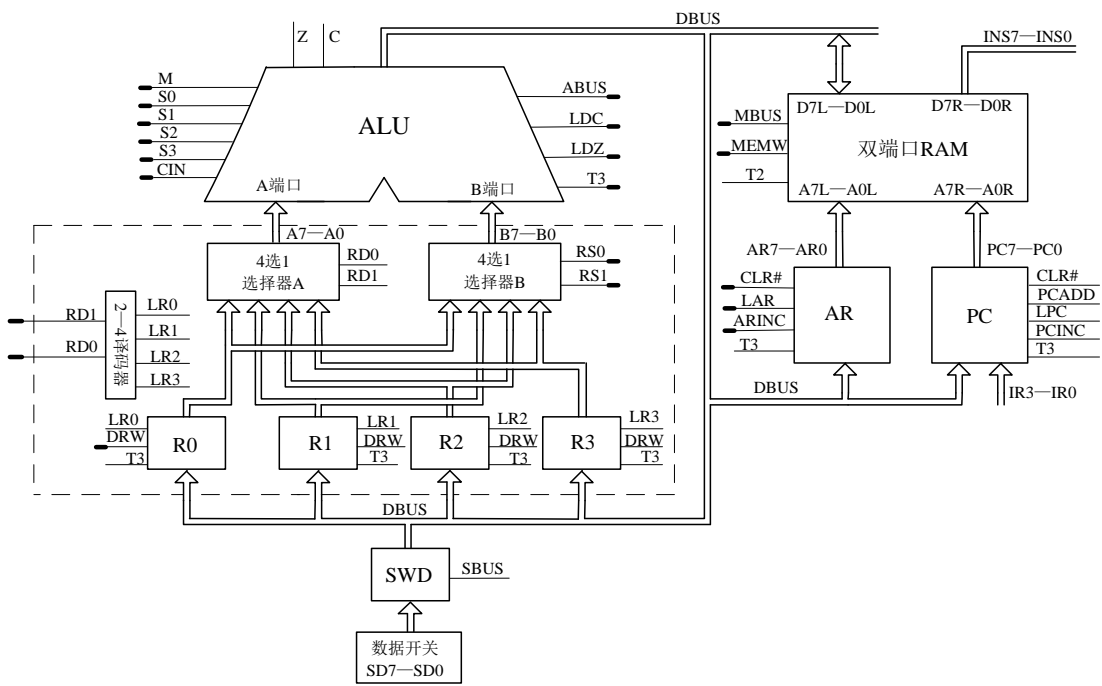 DBUS
Z
C
INS7—INS0
M
S0
S1
S2
S3
CIN
ALU
A端口
B端口
ABUS
LDC
LDZ
T3
MBUS
MEMW
T2
D7L—D0L
D7R—D0R
双端口RAM
A7L—A0L
A7R—A0R
A7—A0
B7—B0
4选1
选择器A
RD0
RD1
4选1
选择器B
RS0
RS1
AR7—AR0
PC7—PC0
CLR#
LAR
ARINC
T3
AR
PC
CLR#
PCADD
LPC
PCINC
T3
RD1
RD0
2—4译码器
LR0
LR1
LR2
LR3
DBUS
IR3—IR0
LR0
DRW
T3
R0
R1
LR1
DRW
T3
R2
LR2
DRW
T3
R3
LR3
DRW
T3
DBUS
SWD
SBUS
数据开关
SD7—SD0